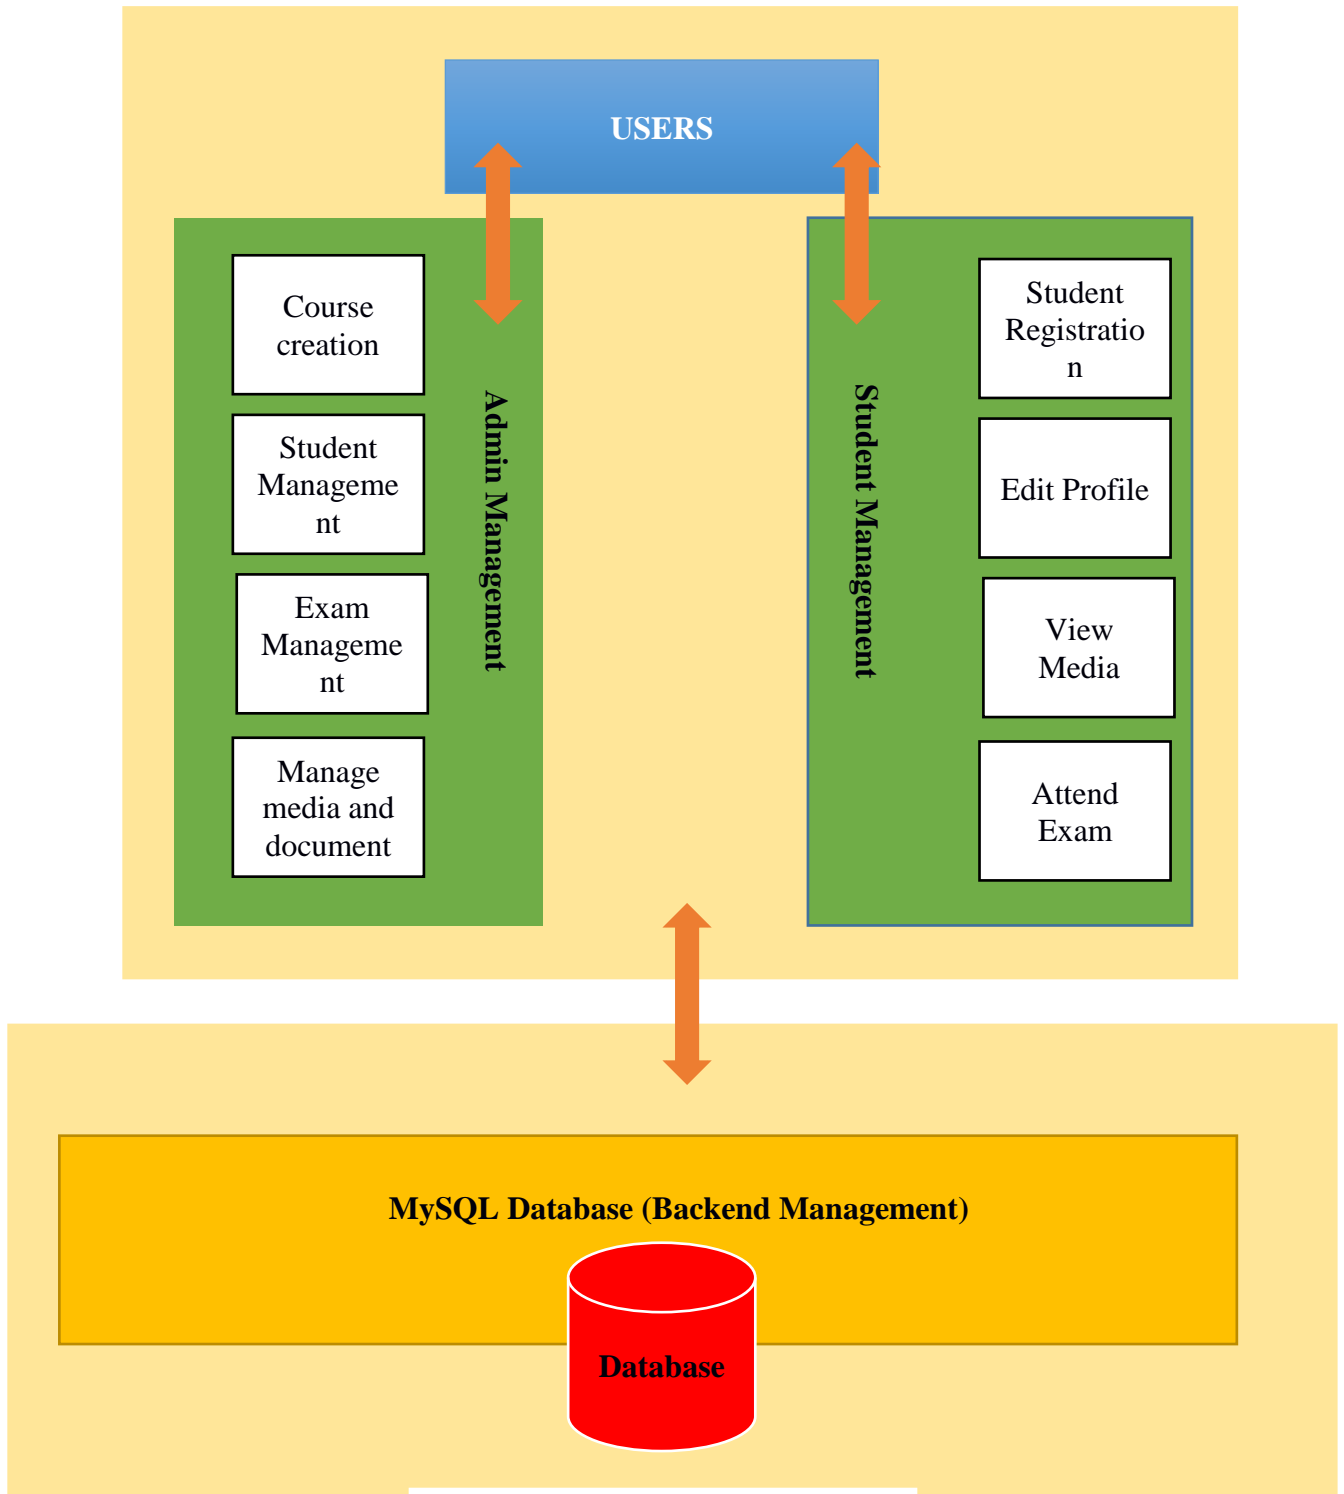 USERS
Course
creation
Student
Manageme
nt
Exam
Manageme
nt
Manage
media and
document
Admin Management
Student Management
Student
Registratio
n
Edit Profile
View
Media
Attend
Exam
MySQL Database (Backend Management)
Database